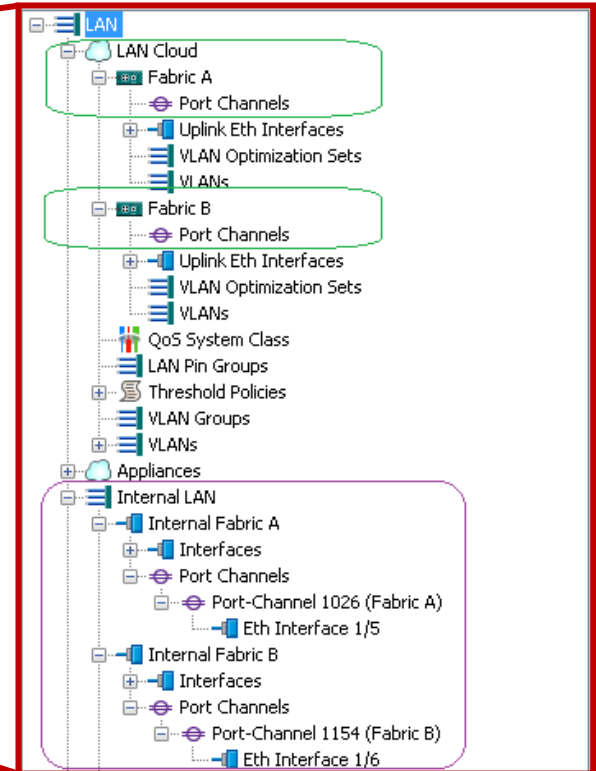 LAN
LAN Cloud
Fabric A
Port Channels
Uplink Eth Interfaces
VLAN Optimization Sets
VLANs
Fabric B
Port Channels
Uplink Eth Interfaces
VLAN Optimization Sets
VLANs
QoS System Class
LAN Pin Groups
Threshold Policies
VLAN Groups
VLANs
Appliances
Internal LAN
Internal Fabric A
Interfaces
Port Channels
Port-Channel 1026 (Fabric A)
Eth Interface 1/5
Internal Fabric B
Interfaces
Port Channels
Port-Channel 1154 (Fabric B)
Eth Interface 1/6